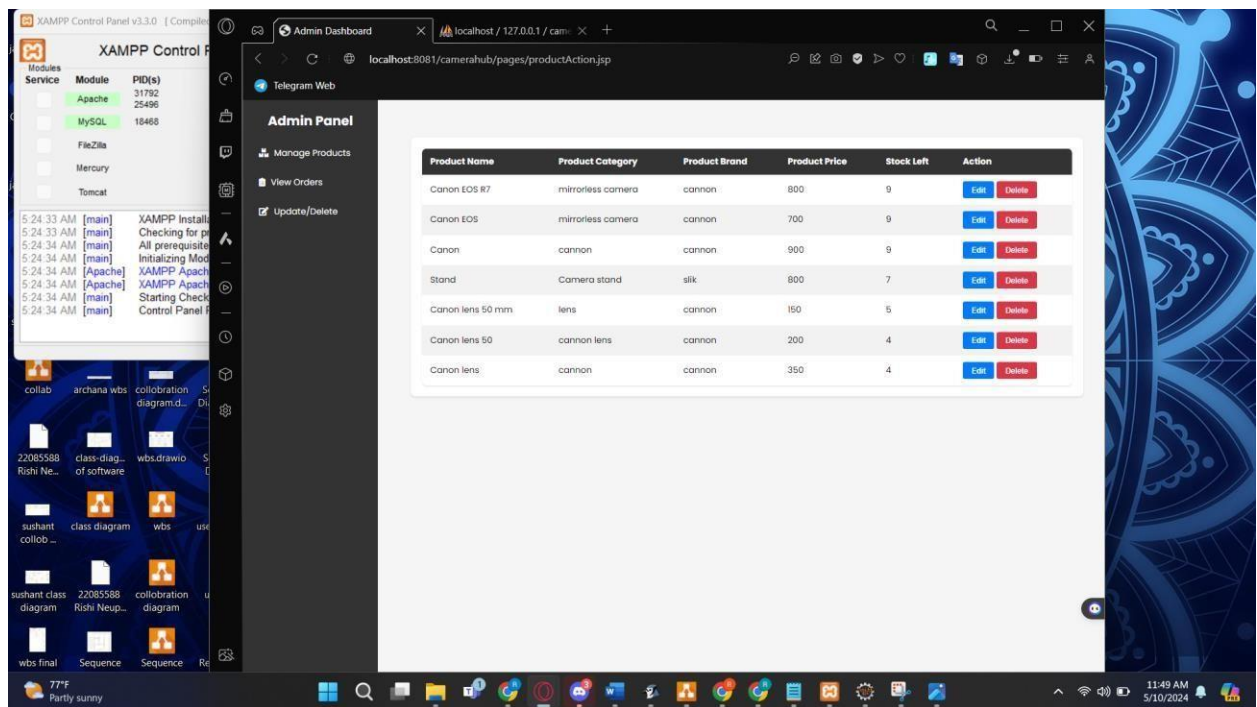 XAMPP Control Panel v3.3.0 [ Compiled
XAMPP Control P
Modules
Service Module PID(s)
Apache 31792
25496
MySQL 18468
FileZilla
Mercury
Tomcat
5:24:33 AM [main] XAMPP Installa
5:24:33 AM [main] Checking for pr
5:24:34 AM [main] All prerequisite
5:24:34 AM [main] Initializing Mod
5:24:34 AM [Apache] XAMPP Apach
5:24:34 AM [Apache] XAMPP Apach
5:24:34 AM [main] Starting Check
5:24:34 AM [main] Control Panel R
Admin Dashboard
localhost / 127.0.0.1 / came
localhost:8081/camerahub/pages/productAction.jsp
Telegram Web
Admin Panel
Manage Products
View Orders
Update/Delete
Product Name Product Category Product Brand Product Price Stock Left Action
Canon EOS R7 mirrorless camera cannon 800 9 Edit Delete
Canon EOS mirrorless camera cannon 700 9 Edit Delete
Canon cannon cannon 900 9 Edit Delete
Stand Camera stand slik 800 7 Edit Delete
Canon lens 50 mm lens cannon 150 5 Edit Delete
Canon lens 50 cannon lens cannon 200 4 Edit Delete
Canon lens cannon cannon 350 4 Edit Delete
collab archana wbs collobration
diagram.d...
22085588 class-diag... wbs.drawio
Rishi Ne... of software
sushant class diagram wbs use
collob ...
sushant class 22085588 collobration
diagram Rishi Neup... diagram
wbs final Sequence Sequence Re
77°F
Partly sunny
11:49 AM
5/10/2024